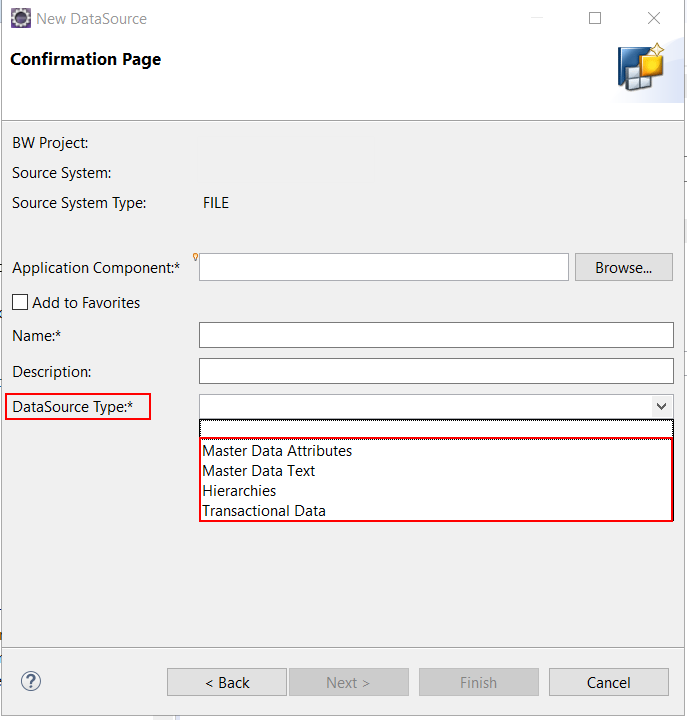 New DataSource
Confirmation Page
BW Project:
Source System:
Source System Type: FILE
Application Component:* Browse...
Add to Favorites
Name:*
Description:
DataSource Type:*
Master Data Attributes
Master Data Text
Hierarchies
Transactional Data
? < Back Next > Finish Cancel